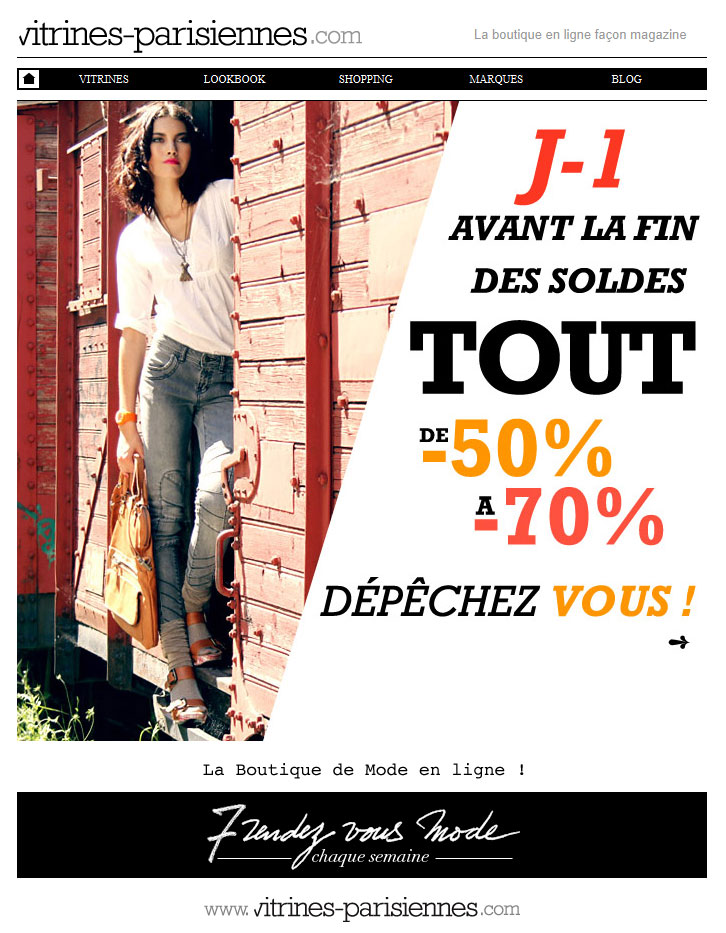 vitrines-parisiennes.com
La boutique en ligne façon magazine
VITRINES LOOKBOOK SHOPPING MARQUES BLOG
J-1
AVANT LA FIN
DES SOLDES
TOUT
DE -50%
A -70%
DÉPÊCHEZ VOUS !
La Boutique de Mode en ligne !
7 rendez vous Mode
chaque semaine
www.vitrines-parisiennes.com